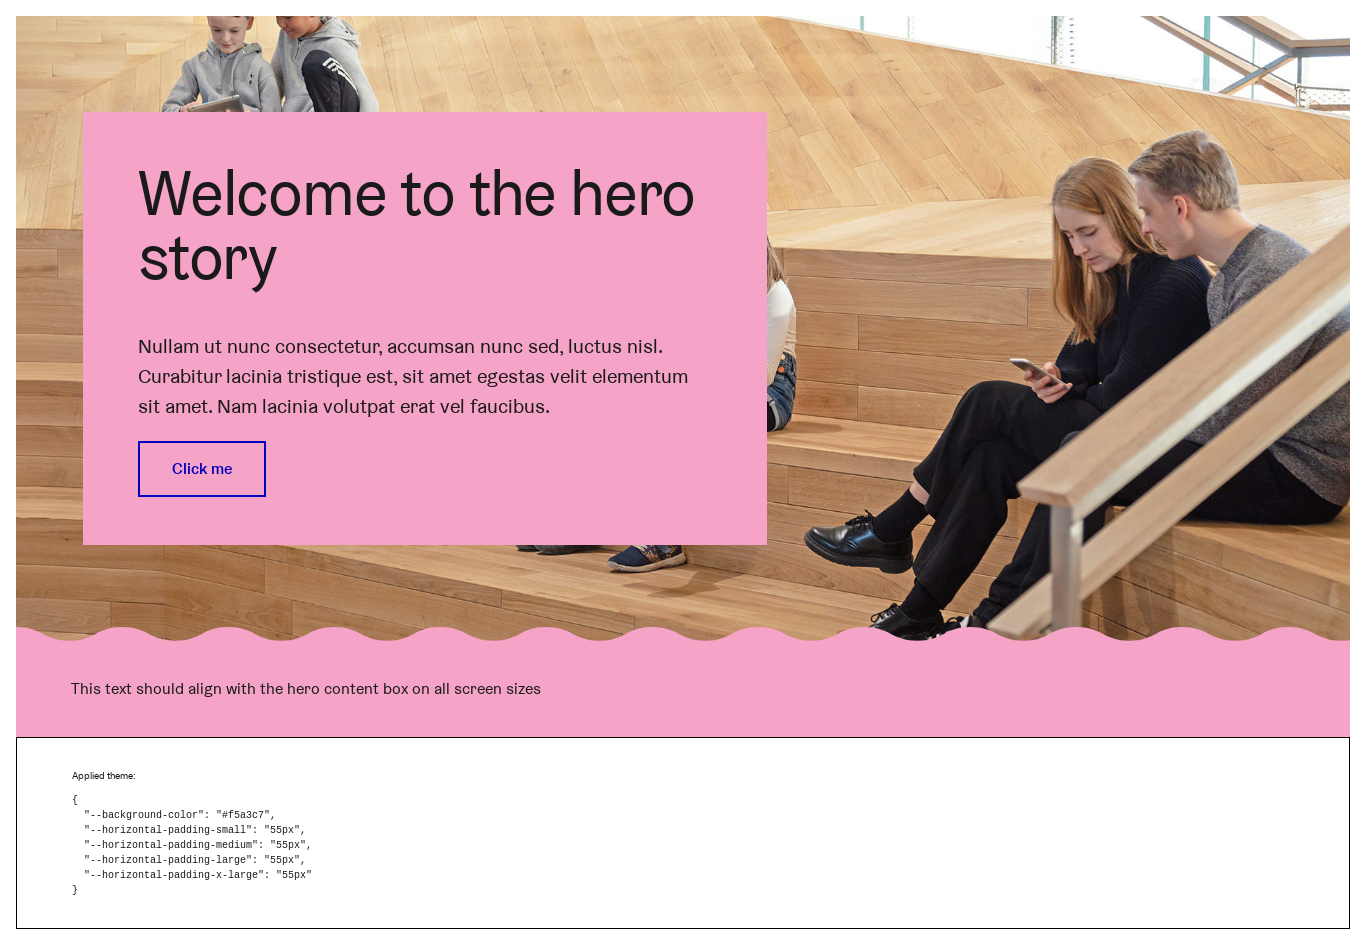 Welcome to the hero
story
Nullam ut nunc consectetur, accumsan nunc sed, luctus nisl.
Curabitur lacinia tristique est, sit amet egestas velit elementum
sit amet. Nam lacinia volutpat erat vel faucibus.
Click me
This text should align with the hero content box on all screen sizes
Applied theme:
{
  "--background-color": "#f5a3c7",
  "--horizontal-padding-small": "55px",
  "--horizontal-padding-medium": "55px",
  "--horizontal-padding-large": "55px",
  "--horizontal-padding-x-large": "55px"
}